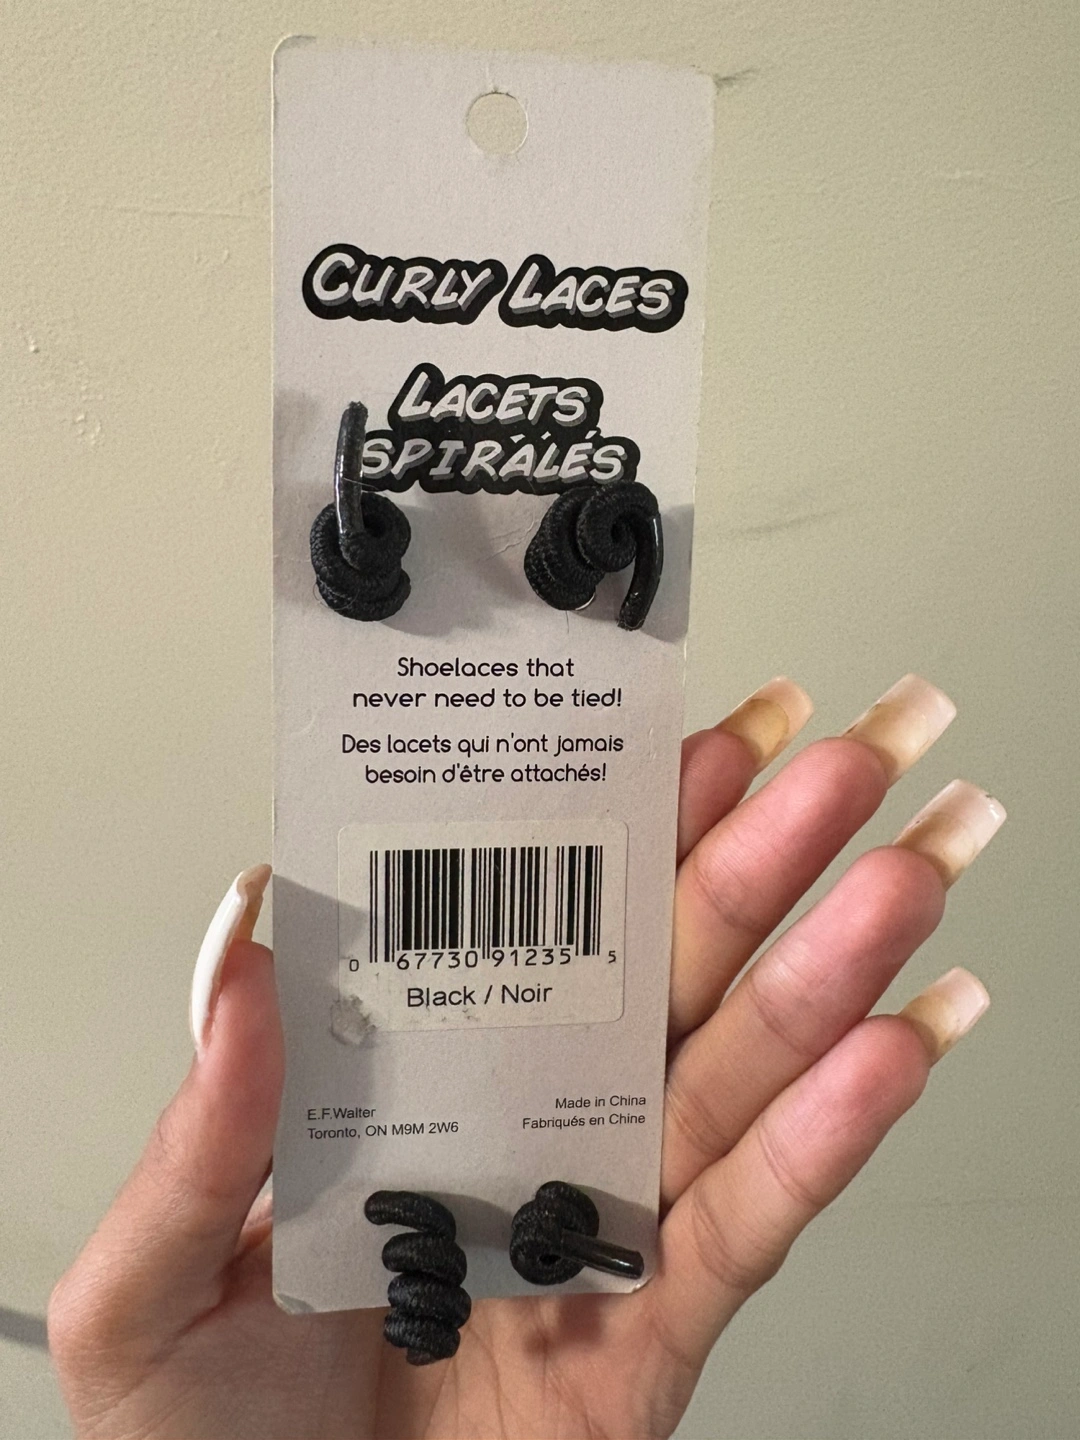 CURLY LACES
LACETS
SPIRALÉS
Shoelaces that
never need to be tied!
Des lacets qui n'ont jamais
besoin d'être attachés!
0 67730 91235 5
Black / Noir
E.F.Walter
Toronto, ON M9M 2W6
Made in China
Fabriqués en Chine